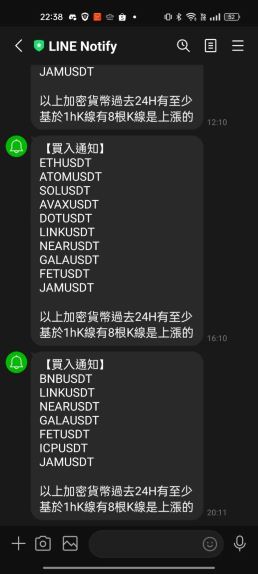 22:38
52
LINE Notify
JAMUSDT
以上加密貨幣過去24H有至少
基於1hK線有8根K線是上漲的
12:10
【買入通知】
ETHUSDT
ATOMUSDT
SOLUSDT
AVAXUSDT
DOTUSDT
LINKUSDT
NEARUSDT
GALAUSDT
FETUSDT
JAMUSDT
以上加密貨幣過去24H有至少
基於1hK線有8根K線是上漲的
16:10
【買入通知】
BNBUSDT
LINKUSDT
NEARUSDT
GALAUSDT
FETUSDT
ICPUSDT
JAMUSDT
以上加密貨幣過去24H有至少
基於1hK線有8根K線是上漲的
20:11